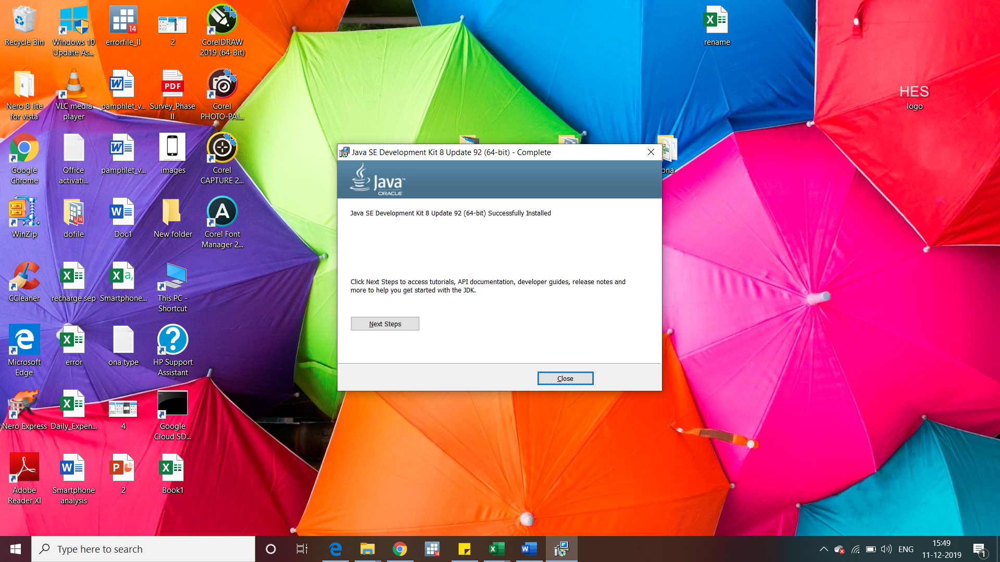 Recycle Bin
Windows 10
Update As...
errorfile_II
14
2
CorelDRAW
2019 (64-Bit)
rename
Nero 8 lite
for vista
VLC media
player
pamphlet_v...
PDF
Survey_Phase
II
Corel
PHOTO-PAI...
HES
logo
Google
Chrome
Office
activati...
pamphlet_v...
images
Corel
CAPTURE 2...
ona
WinZip
dofile
Doc1
New folder
Corel Font
Manager 2...
CCleaner
recharge sep
Smartphone...
This PC -
Shortcut
Microsoft
Edge
error
ona type
HP Support
Assistant
Nero Express
Daily_Expen...
4
Google
Cloud SD...
Adobe
Reader XI
Smartphone
analysis
2
Book1
Java SE Development Kit 8 Update 92 (64-bit) - Complete
Java™
ORACLE
Java SE Development Kit 8 Update 92 (64-bit) Successfully Installed
Click Next Steps to access tutorials, API documentation, developer guides, release notes and
more to help you get started with the JDK.
Next Steps
Close
Type here to search
14
ENG
15:49
11-12-2019
1